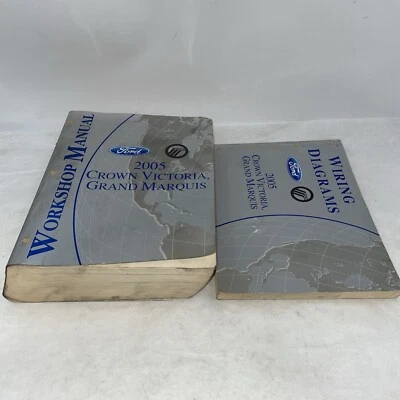 WORKSHOP MANUAL
Ford
2005
CROWN VICTORIA,
GRAND MARQUIS
WIRING
DIAGRAMS
Ford
2005
CROWN VICTORIA,
GRAND MARQUIS